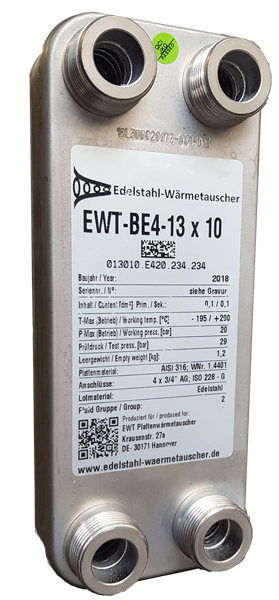 Edelstahl-Wärmetauscher
EWT-BE4-13 x 10
013010.E420.234.234
Baujahr / Year: 2018
Seriennr. / N°: siehe Gravur
Inhalt / Content [dm³] Prim. / Sek.: 0,1 / 0,1
T-Max (Betrieb) / Working temp. [°C] - 195 / +200
P-Max (Betrieb) / Working press. [bar] 20
Prüfdruck / Test press. [bar] 29
Leergewicht / Empty weight [kg]: 1,2
Plattenmaterial: AISI 316; WNr. 1.4401
Anschlüsse: 4 x 3/4" AG; ISO 228 - G
Lotmaterial: Edelstahl
Fluid Gruppe / Group: 2
Produziert für / produced for:
EWT Plattenwärmetauscher
Krausenstr. 27a
DE- 30171 Hannover
www.edelstahl-waermetauscher.de